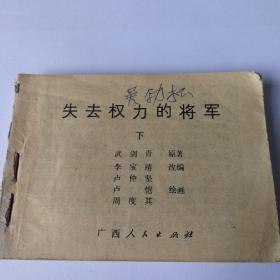 失去权力的将军
下
武剑青 原著
李宝靖 改编
卢仲坚
卢恺 绘画
周度其
广西人民出版社